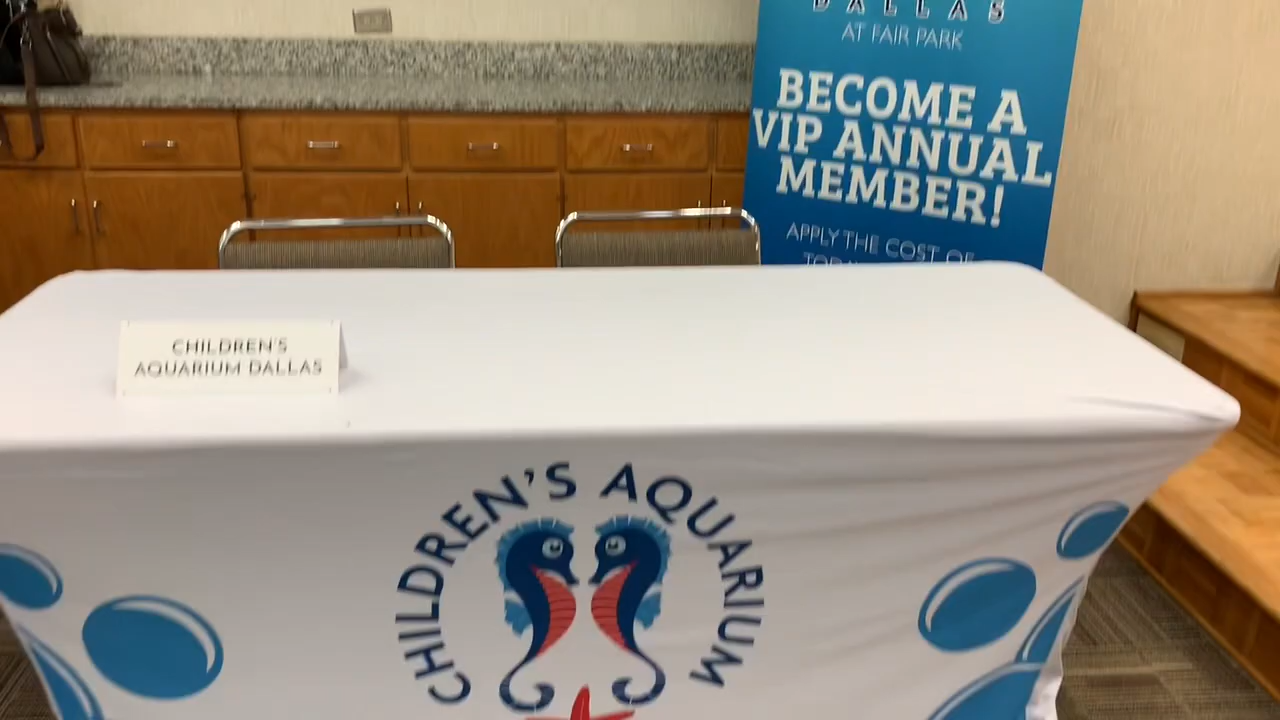 DALLAS
AT FAIR PARK
BECOME A
VIP ANNUAL
MEMBER!
APPLY THE COST OF
CHILDREN'S
AQUARIUM DALLAS
CHILDREN'S AQUARIUM